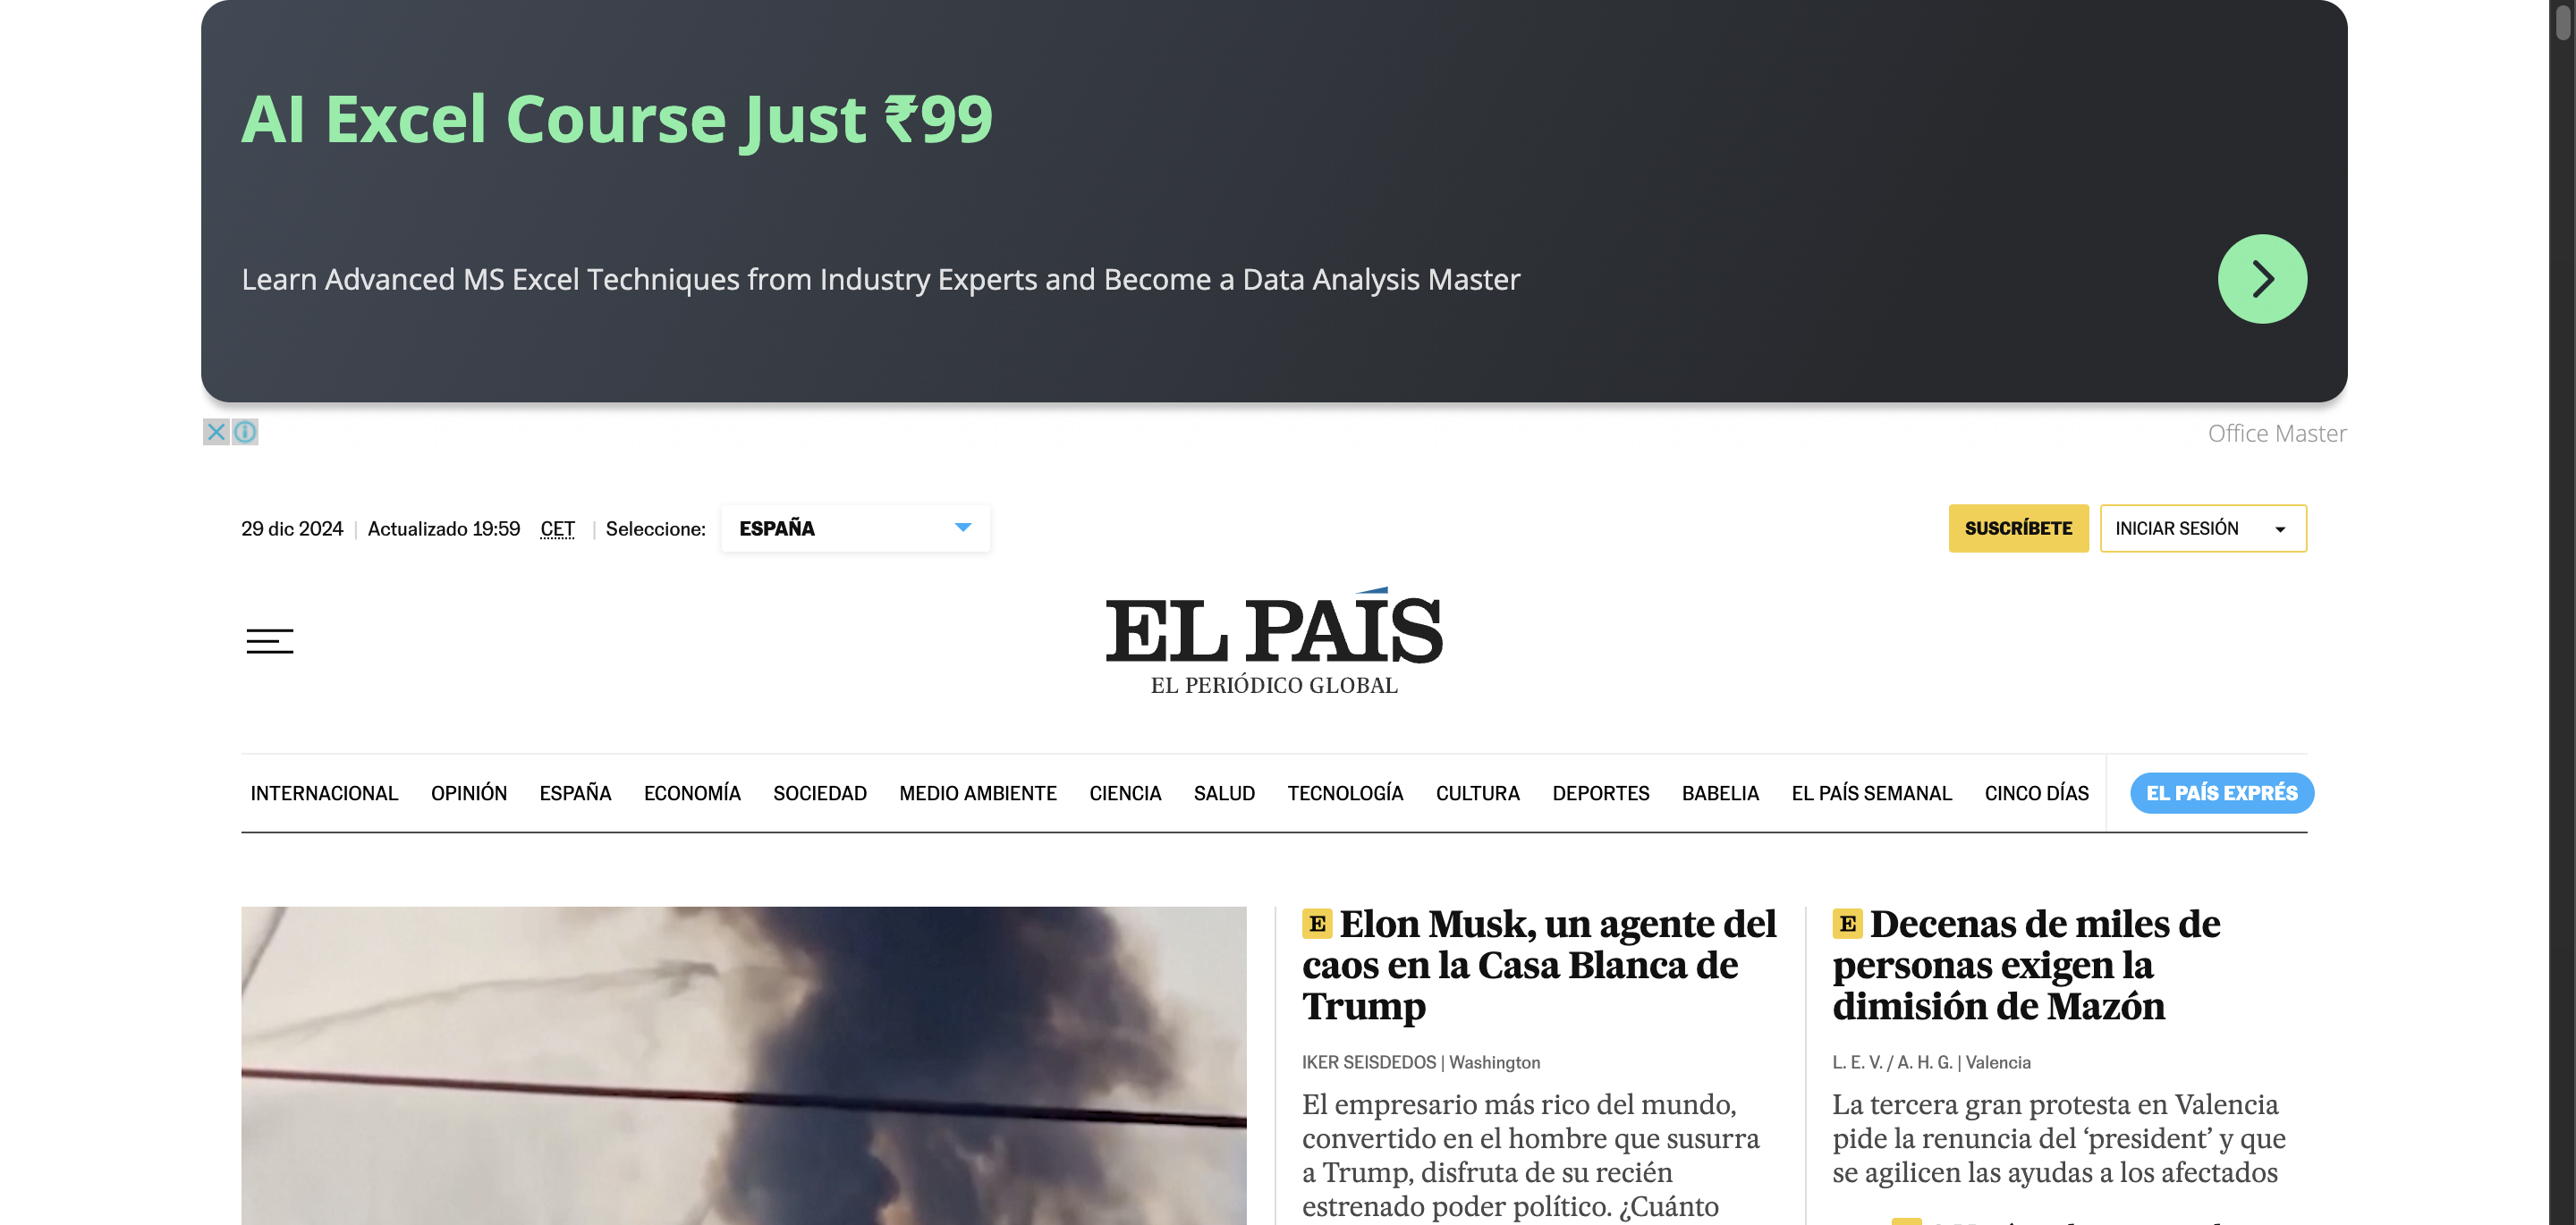 AI Excel Course Just ₹99
Learn Advanced MS Excel Techniques from Industry Experts and Become a Data Analysis Master
Office Master
29 dic 2024 | Actualizado 19:59 CET | Seleccione: ESPAÑA
SUSCRÍBETE INICIAR SESIÓN
EL PAÍS
EL PERIÓDICO GLOBAL
INTERNACIONAL OPINIÓN ESPAÑA ECONOMÍA SOCIEDAD MEDIO AMBIENTE CIENCIA SALUD TECNOLOGÍA CULTURA DEPORTES BABELIA EL PAÍS SEMANAL CINCO DÍAS EL PAÍS EXPRÉS
E Elon Musk, un agente del
caos en la Casa Blanca de
Trump
IKER SEISDEDOS | Washington
El empresario más rico del mundo,
convertido en el hombre que susurra
a Trump, disfruta de su recién
estrenado poder político. ¿Cuánto
E Decenas de miles de
personas exigen la
dimisión de Mazón
L. E. V. / A. H. G. | Valencia
La tercera gran protesta en Valencia
pide la renuncia del ‘president’ y que
se agilicen las ayudas a los afectados